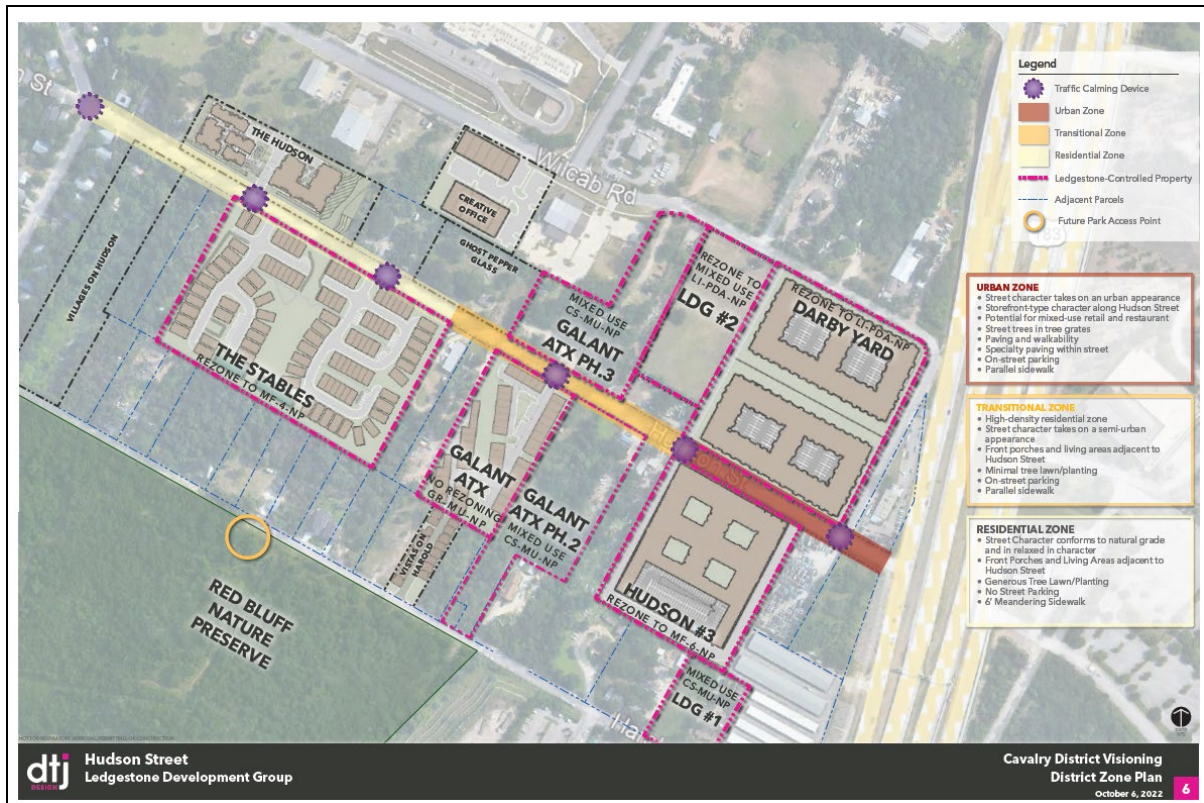 Legend
Traffic Calming Device
Urban Zone
Transitional Zone
Residential Zone
Ledgestone-Controlled Property
Adjacent Parcels
Future Park Access Point
183
n St
THE HUDSON
Wilcab Rd
CREATIVE
OFFICE
GHOST PEPPER
GLASS
VILLAGES ON HUDSON
THE STABLES
REZONE TO MF-4-NP
MIXED USE
CS-MU-NP
GALANT
ATX PH.3
REZONE TO
MIXED USE
LI-PDA-NP
LDG #2
REZONE TO LI-PDA-NP
DARBY YARD
GALANT
ATX
NO REZONING
GR-MU-NP
GALANT
ATX PH.2
MIXED USE
CS-MU-NP
VISTAS ON
HAROLD
Hudson St
HUDSON #3
REZONE TO MF-6-NP
MIXED USE
CS-MU-NP
LDG #1
RED BLUFF
NATURE
PRESERVE
URBAN ZONE
• Street character takes on an urban appearance
• Storefront-type character along Hudson Street
• Potential for mixed-use retail and restaurant
• Street trees in tree grates
• Paving and walkability
• Specialty paving within street
• On-street parking
• Parallel sidewalk
TRANSITIONAL ZONE
• High-density residential zone
• Street character takes on a semi-urban
appearance
• Front porches and living areas adjacent to
Hudson Street
• Minimal tree lawn/planting
• On-street parking
• Parallel sidewalk
RESIDENTIAL ZONE
• Street Character conforms to natural grade
and in relaxed in character
• Front Porches and Living Areas adjacent to
Hudson Street
• Generous Tree Lawn/Planting
• No Street Parking
• 6' Meandering Sidewalk
dtj
DESIGN
Hudson Street
Ledgestone Development Group
Cavalry District Visioning
District Zone Plan
October 6, 2022
6